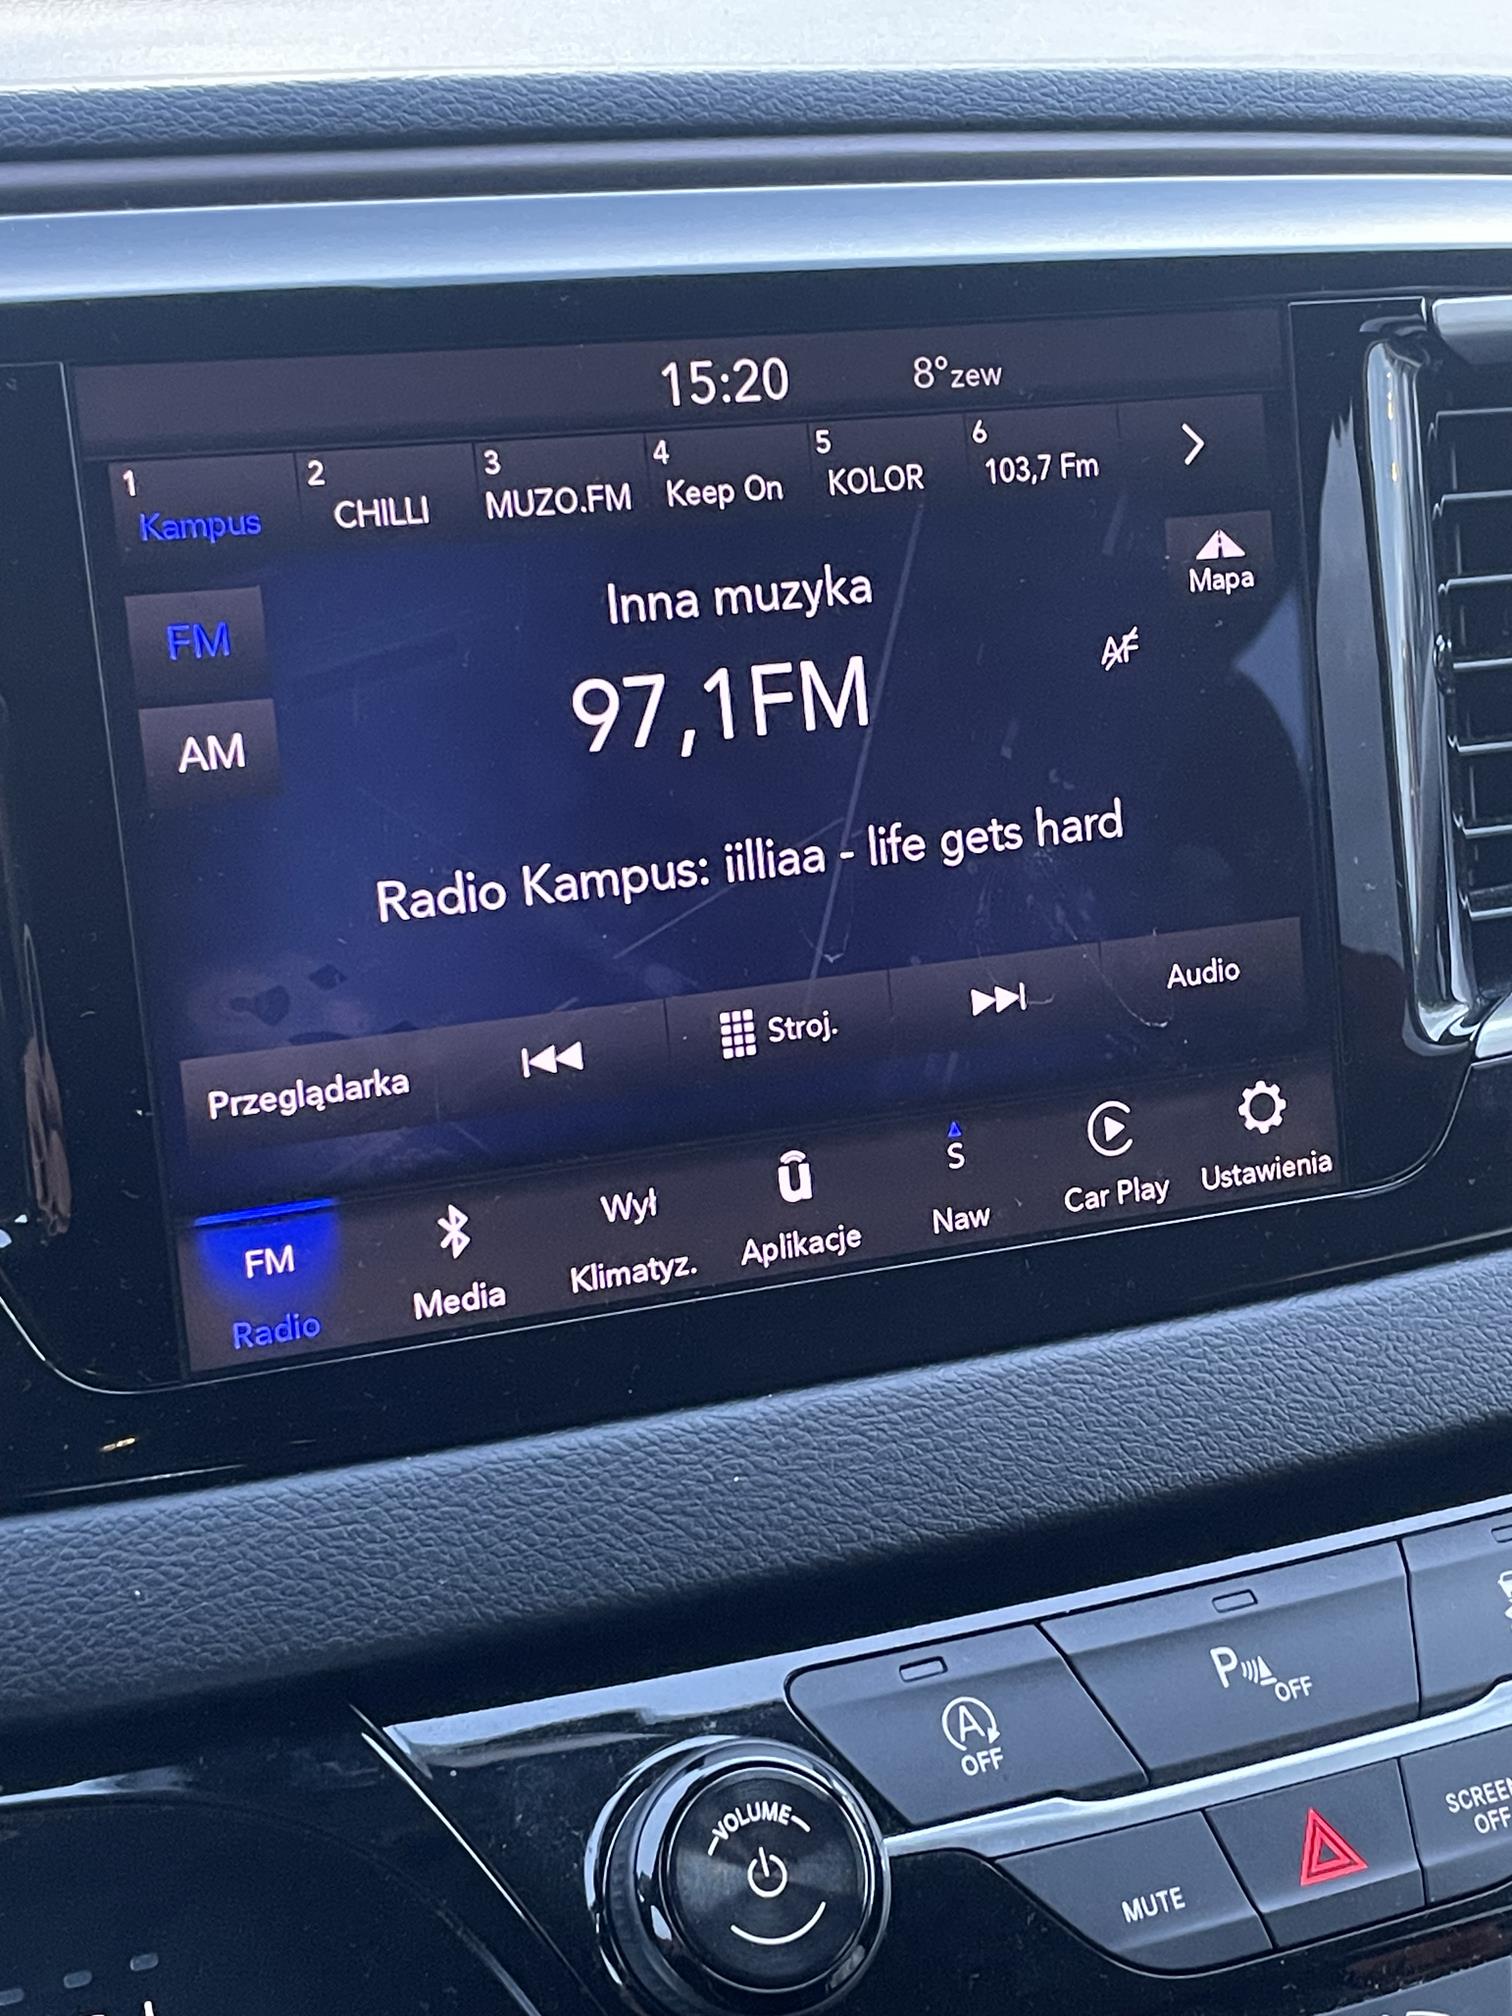 15:20 8°zew
1 2 3 4 5 6
Kampus CHILLI MUZO.FM Keep On KOLOR 103,7 Fm
Mapa
Inna muzyka
FM
97,1FM
AF
AM
Radio Kampus: iilliaa - life gets hard
Przeglądarka Stroj. Audio
FM Wył S
Radio Media Klimatyz. Aplikacje Naw Car Play Ustawienia
P OFF
A OFF
VOLUME
MUTE
OFF